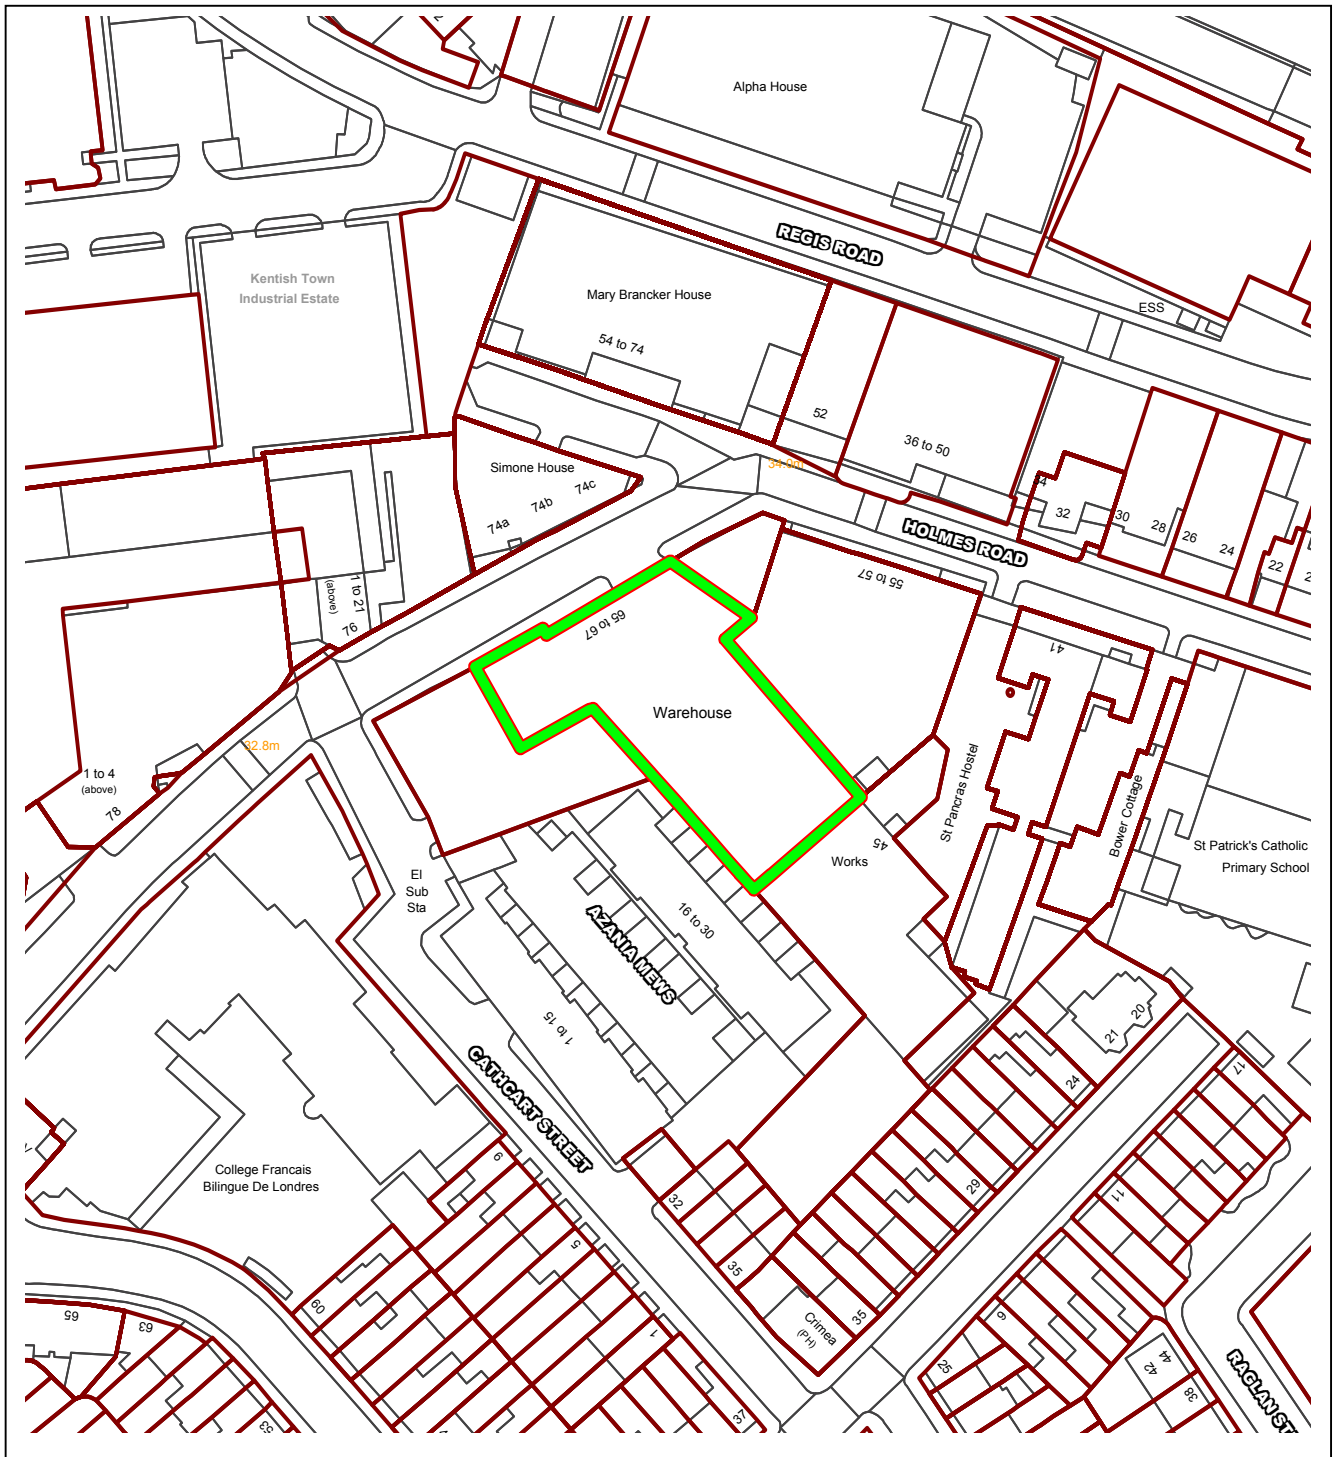 Alpha House
REGIS ROAD
Kentish Town
Industrial Estate
Mary Brancker House
ESS
54 to 74
52
36 to 50
34.0m
Simone House
74a
74b
74c
34
32
30
28
26
24
22
HOLMES ROAD
55 to 57
1 to 21
(above)
76
65 to 67
41
Warehouse
32.8m
1 to 4
(above)
78
St Pancras Hostel
Bower Cottage
St Patrick's Catholic
Primary School
45
Works
El
Sub
Sta
16 to 30
AZANIA MEWS
1 to 15
20
21
24
17
CATHCART STREET
College Francais
Bilingue De Londres
9
32
29
11
5
35
60
Crimea
(PH)
35
6
65
63
1
25
44
42
38
RAGLAN ST
53
37